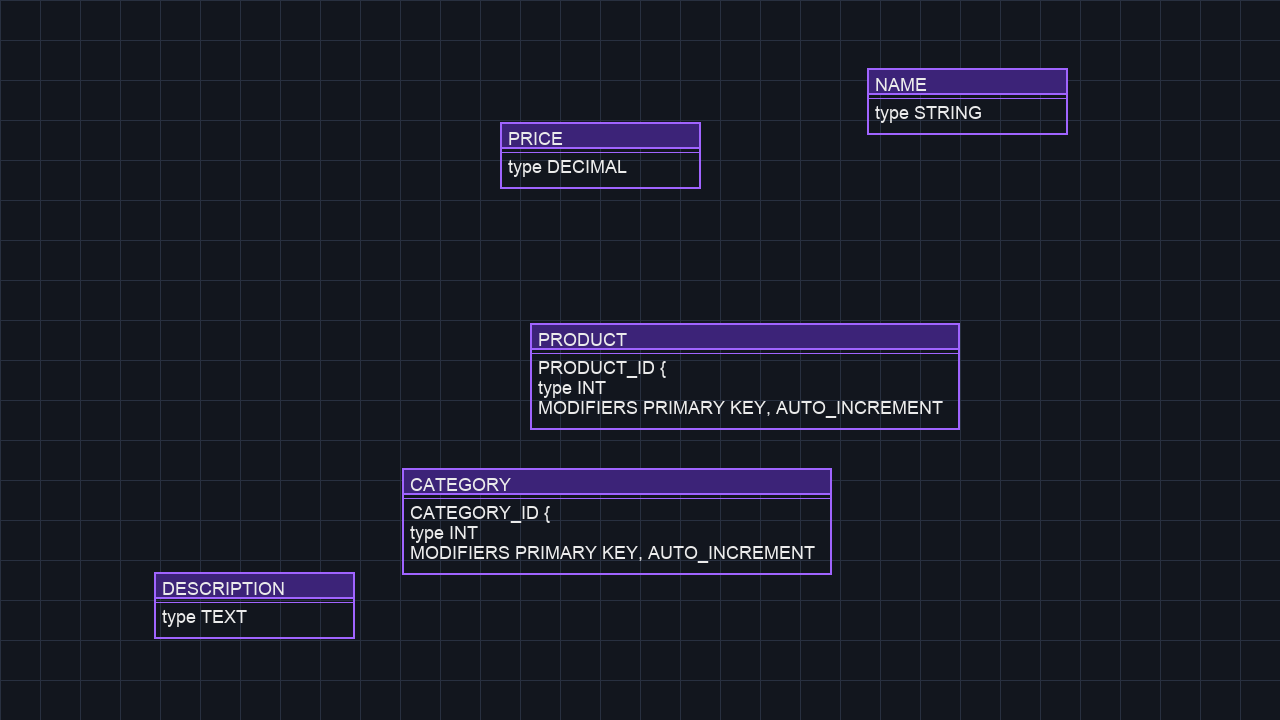 NAME
type STRING
PRICE
type DECIMAL
PRODUCT
PRODUCT_ID {
type INT
MODIFIERS PRIMARY KEY, AUTO_INCREMENT
CATEGORY
CATEGORY_ID {
type INT
MODIFIERS PRIMARY KEY, AUTO_INCREMENT
DESCRIPTION
type TEXT